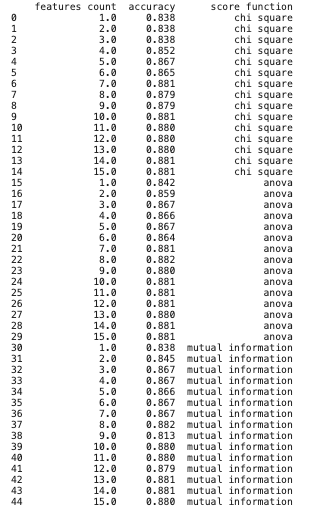 features count accuracy score function
0 1.0 0.838 chi square
1 2.0 0.838 chi square
2 3.0 0.838 chi square
3 4.0 0.852 chi square
4 5.0 0.867 chi square
5 6.0 0.865 chi square
6 7.0 0.881 chi square
7 8.0 0.879 chi square
8 9.0 0.879 chi square
9 10.0 0.881 chi square
10 11.0 0.880 chi square
11 12.0 0.880 chi square
12 13.0 0.880 chi square
13 14.0 0.881 chi square
14 15.0 0.881 chi square
15 1.0 0.842 anova
16 2.0 0.859 anova
17 3.0 0.867 anova
18 4.0 0.866 anova
19 5.0 0.867 anova
20 6.0 0.864 anova
21 7.0 0.881 anova
22 8.0 0.882 anova
23 9.0 0.880 anova
24 10.0 0.881 anova
25 11.0 0.881 anova
26 12.0 0.881 anova
27 13.0 0.880 anova
28 14.0 0.881 anova
29 15.0 0.881 anova
30 1.0 0.838 mutual information
31 2.0 0.845 mutual information
32 3.0 0.867 mutual information
33 4.0 0.867 mutual information
34 5.0 0.866 mutual information
35 6.0 0.867 mutual information
36 7.0 0.867 mutual information
37 8.0 0.882 mutual information
38 9.0 0.813 mutual information
39 10.0 0.880 mutual information
40 11.0 0.880 mutual information
41 12.0 0.879 mutual information
42 13.0 0.881 mutual information
43 14.0 0.881 mutual information
44 15.0 0.880 mutual information